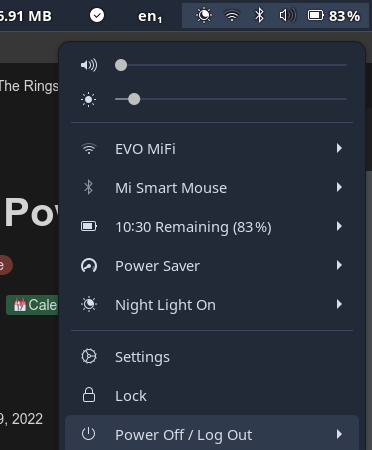 6.91 MB en₁ 83 %
The Rings
Pow
EVO MiFi
Mi Smart Mouse
10:30 Remaining (83 %)
Power Saver
e
Night Light On
Cale
Settings
Lock
9, 2022
Power Off / Log Out